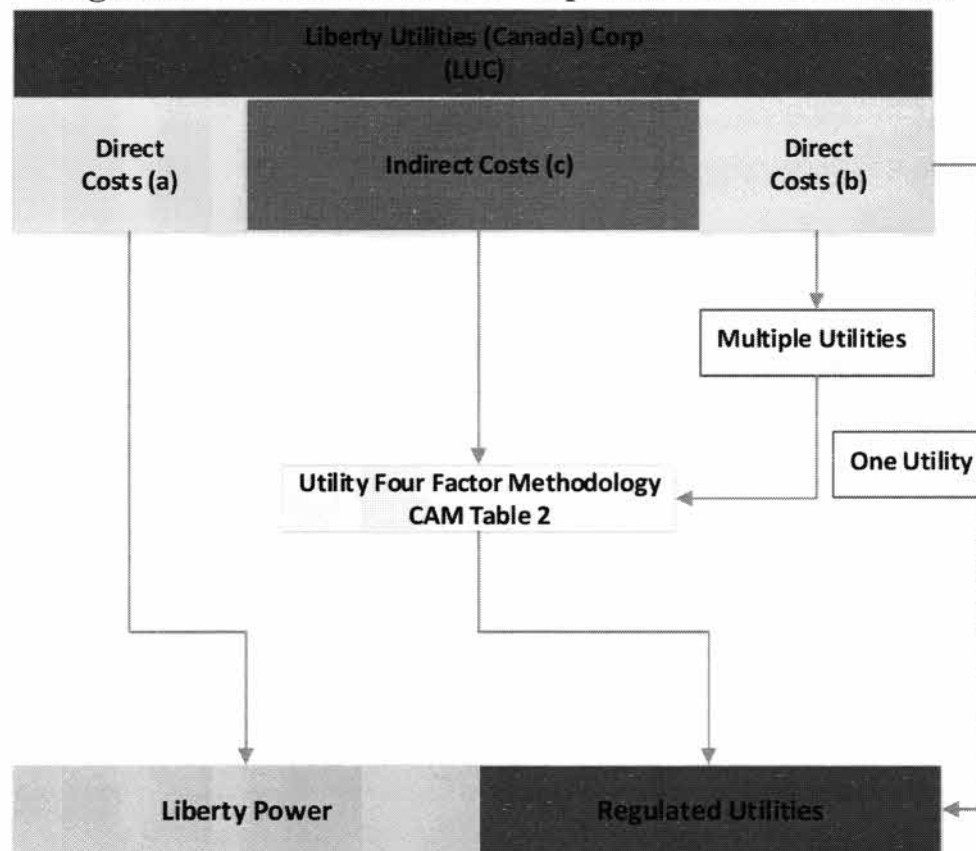 Liberty Utilities (Canada) Corp
(LUC)
Direct
Costs (a)
Indirect Costs (c)
Direct
Costs (b)
Multiple Utilities
One Utility
Utility Four Factor Methodology
CAM Table 2
Liberty Power
Regulated Utilities